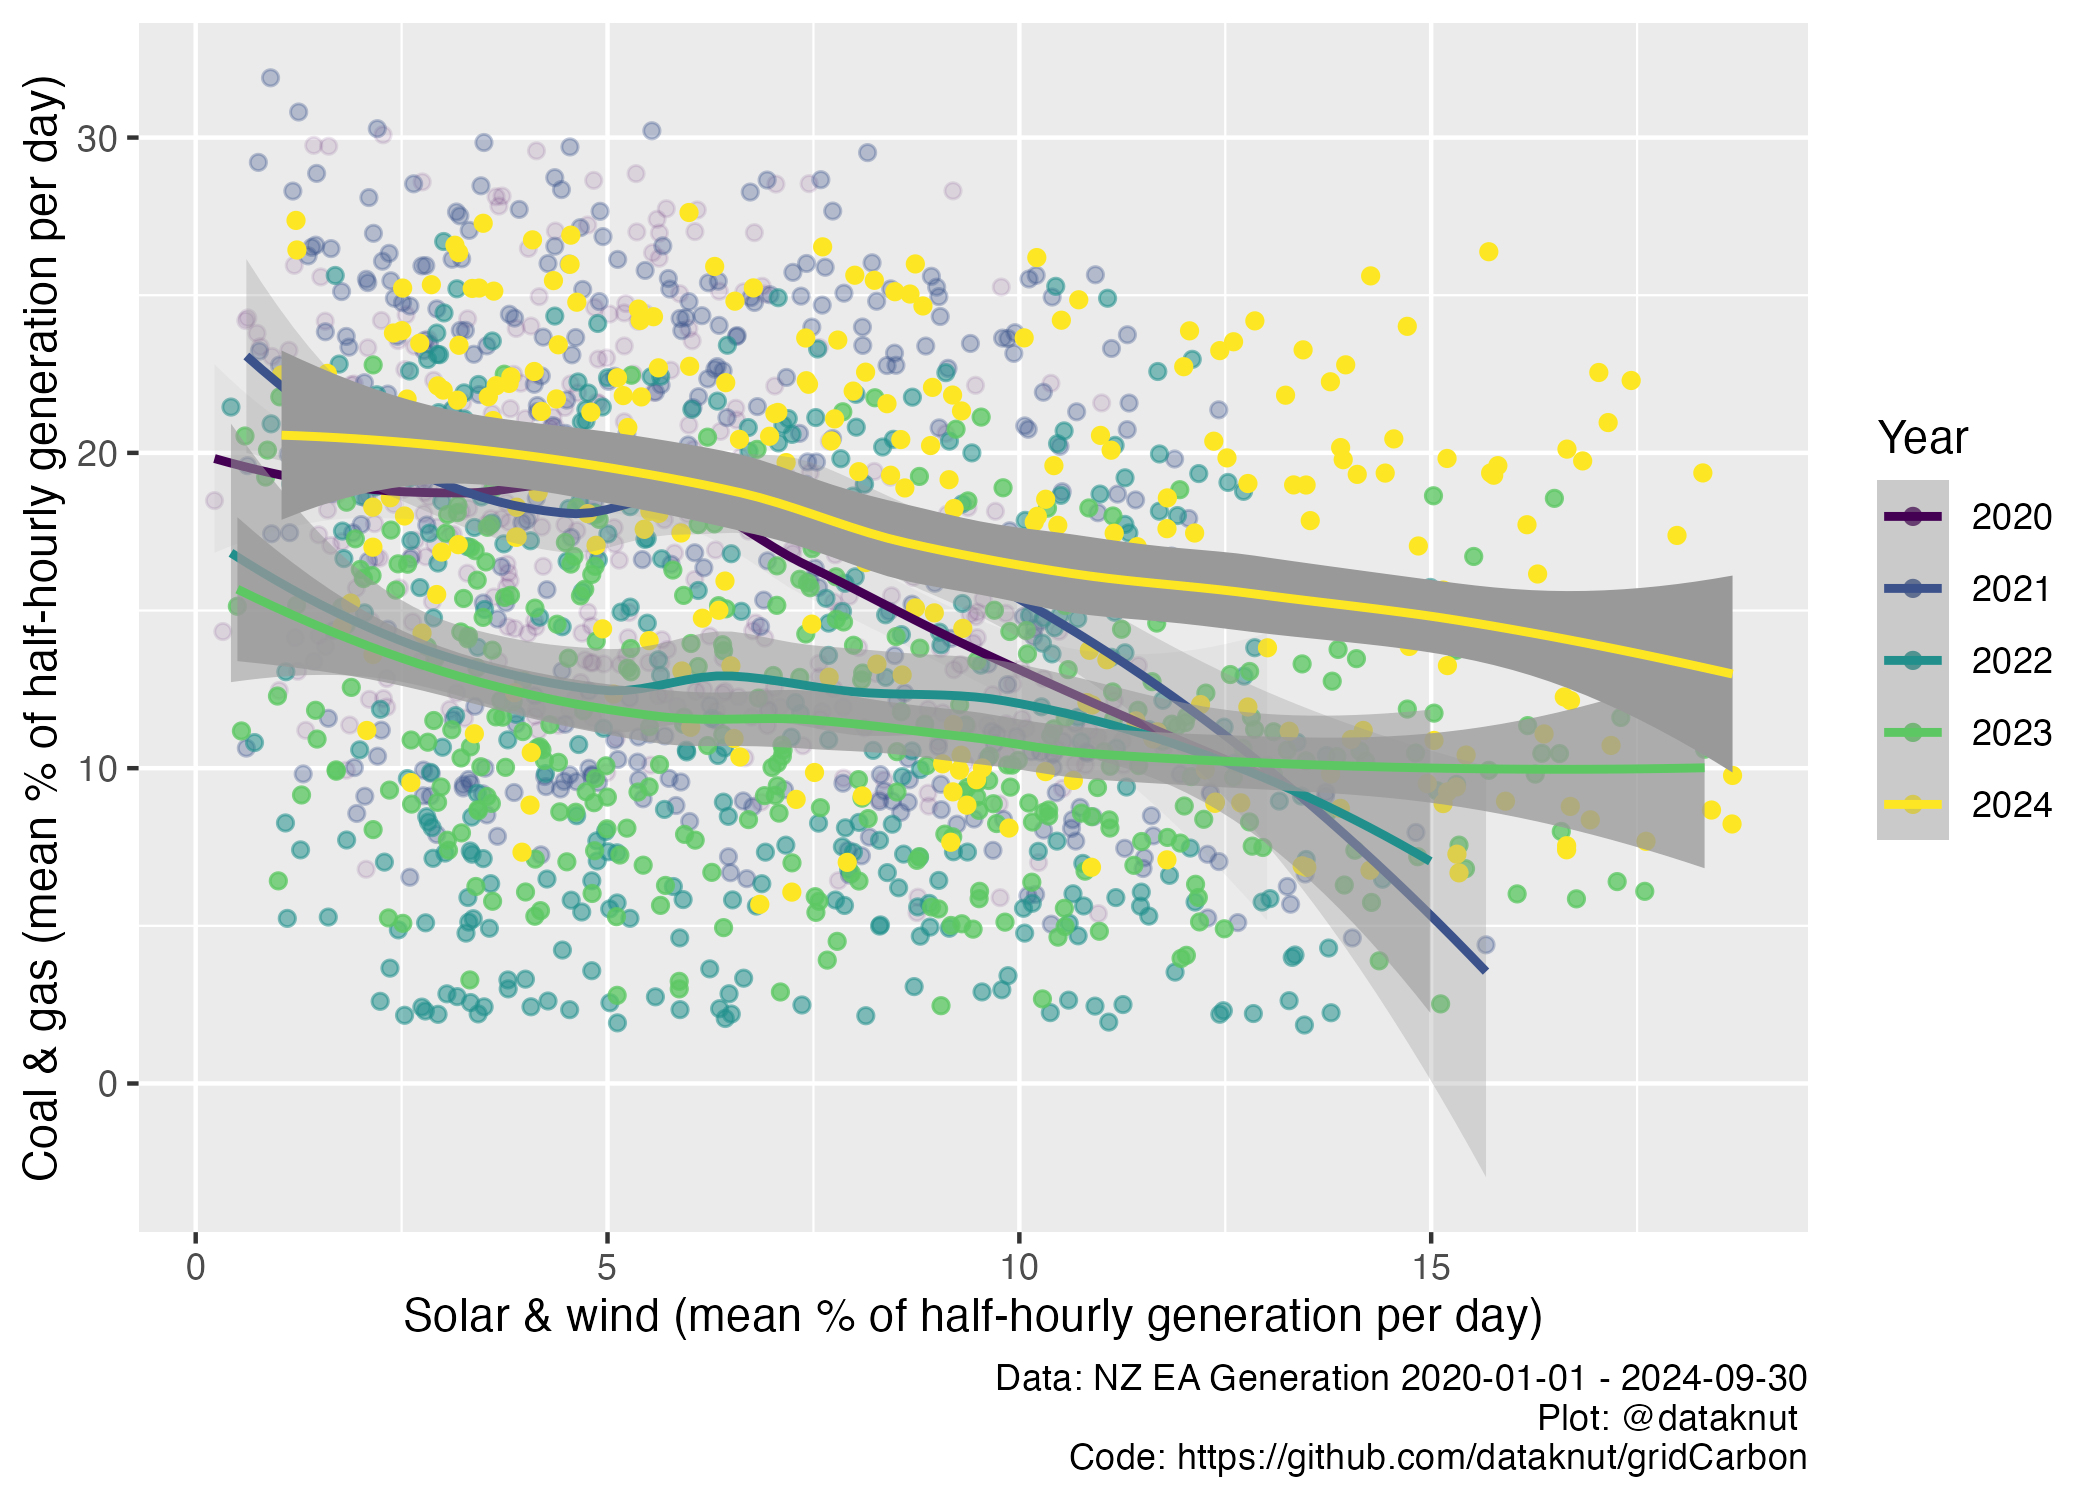 Coal & gas (mean % of half-hourly generation per day)
30
20
10
0
0 5 10 15
Solar & wind (mean % of half-hourly generation per day)
Year
2020
2021
2022
2023
2024
Data: NZ EA Generation 2020-01-01 - 2024-09-30
Plot: @dataknut
Code: https://github.com/dataknut/gridCarbon